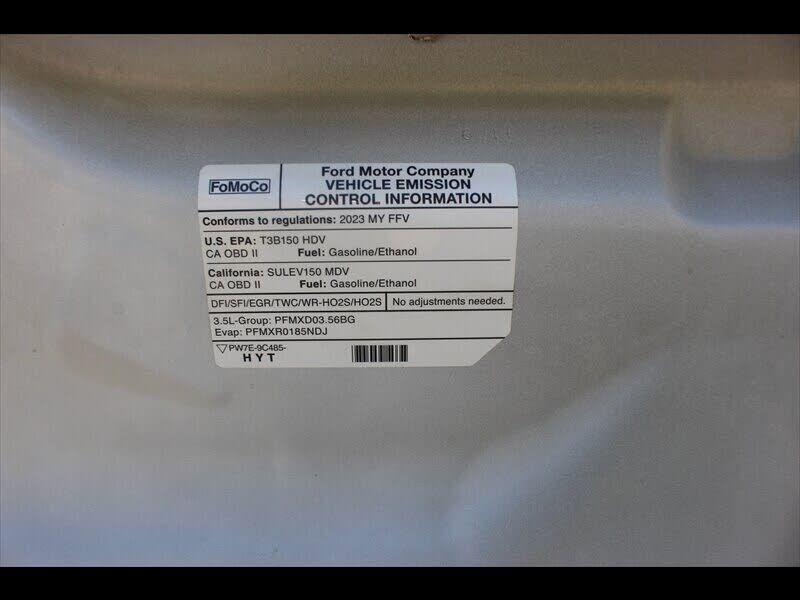 FoMoCo
Ford Motor Company
VEHICLE EMISSION
CONTROL INFORMATION
Conforms to regulations: 2023 MY FFV
U.S. EPA: T3B150 HDV
CA OBD II Fuel: Gasoline/Ethanol
California: SULEV150 MDV
CA OBD II Fuel: Gasoline/Ethanol
DFI/SFI/EGR/TWC/WR-HO2S/HO2S No adjustments needed.
3.5L-Group: PFMXD03.56BG
Evap: PFMXR0185NDJ
PW7E-9C485-
HYT